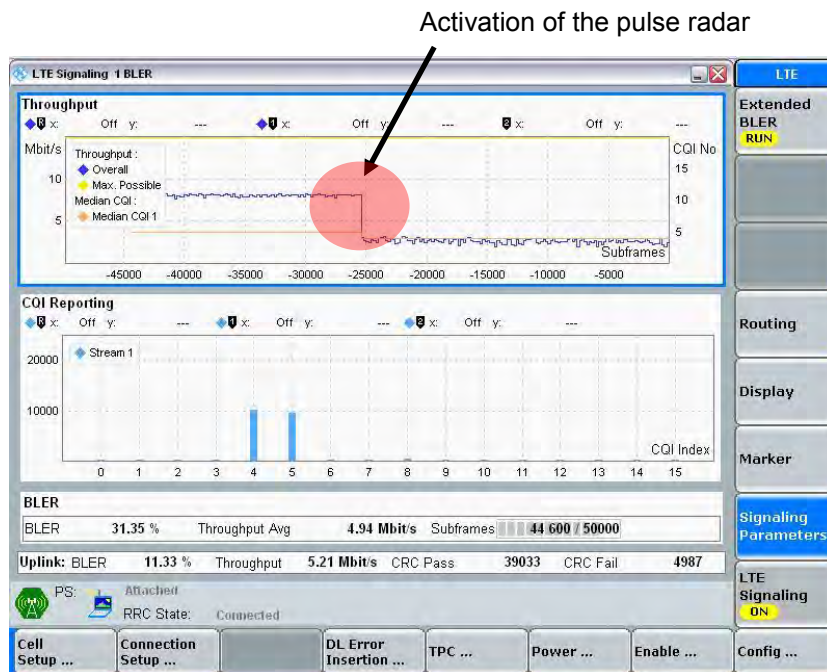 Activation of the pulse radar
LTE Signaling 1 BLER
LTE
Throughput
R x: Off y: --- 1 x: Off y: --- 2 x: Off y: ---
Mbit/s
CQI No
Throughput :
Overall
Max. Possible
Median CQI :
Median CQI 1
10
5
15
10
5
Subframes
-45000 -40000 -35000 -30000 -25000 -20000 -15000 -10000 -5000
CQI Reporting
R x: Off y: --- 1 x: Off y: --- 2 x: Off y: ---
Stream 1
20000
10000
CQI Index
0 1 2 3 4 5 6 7 8 9 10 11 12 13 14 15
BLER
BLER 31.35 % Throughput Avg 4.94 Mbit/s Subframes 44 600 / 50000
Uplink: BLER 11.33 % Throughput 5.21 Mbit/s CRC Pass 39033 CRC Fail 4987
PS: Attached
RRC State: Connected
Extended
BLER
RUN
Routing
Display
Marker
Signaling
Parameters
LTE
Signaling
ON
Cell
Setup ...
Connection
Setup ...
DL Error
Insertion ...
TPC ...
Power ...
Enable ...
Config ...